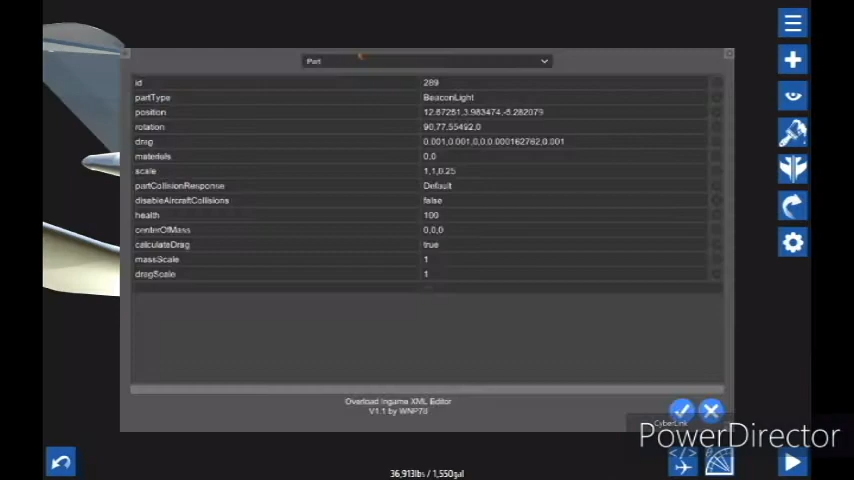 Part
id 289
partType BeaconLight
position 12.67251,3.983474,-5.282079
rotation 90,77.55492,0
drag 0.001,0.001,0,0,0.000162762,0.001
materials 0,0
scale 1,1,0.25
partCollisionResponse Default
disableAircraftCollisions false
health 100
centerOfMass 0,0,0
calculateDrag true
massScale 1
dragScale 1
Overload Ingame XML Editor
V1.1 by WNP78
CyberLink
PowerDirector
</>
36,913lbs / 1,550gal